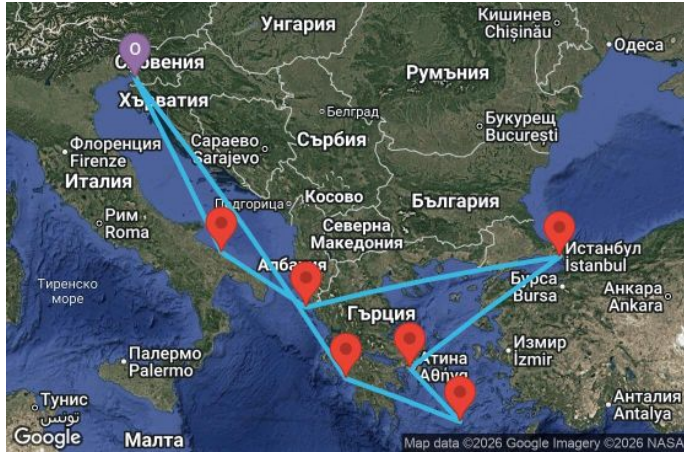 Унгария
Кишинев
Chișinău
Одеса
O
Словения
Румъния
Хърватия
Белград
Букурещ
București
Флоренция
Firenze
Сараево
Sarajevo
Сърбия
Италия
Подгорица
Косово
България
Рим
Roma
Северна
Македония
Истанбул
İstanbul
Албания
Бурса
Bursa
Анкара
Ankara
Тиренско
море
Гърция
Палермо
Palermo
Атина
Αθήνα
Измир
İzmir
Тунис
تونس
Анталия
Antalya
Google
Малта
Map data ©2026 Google Imagery ©2026 NASA